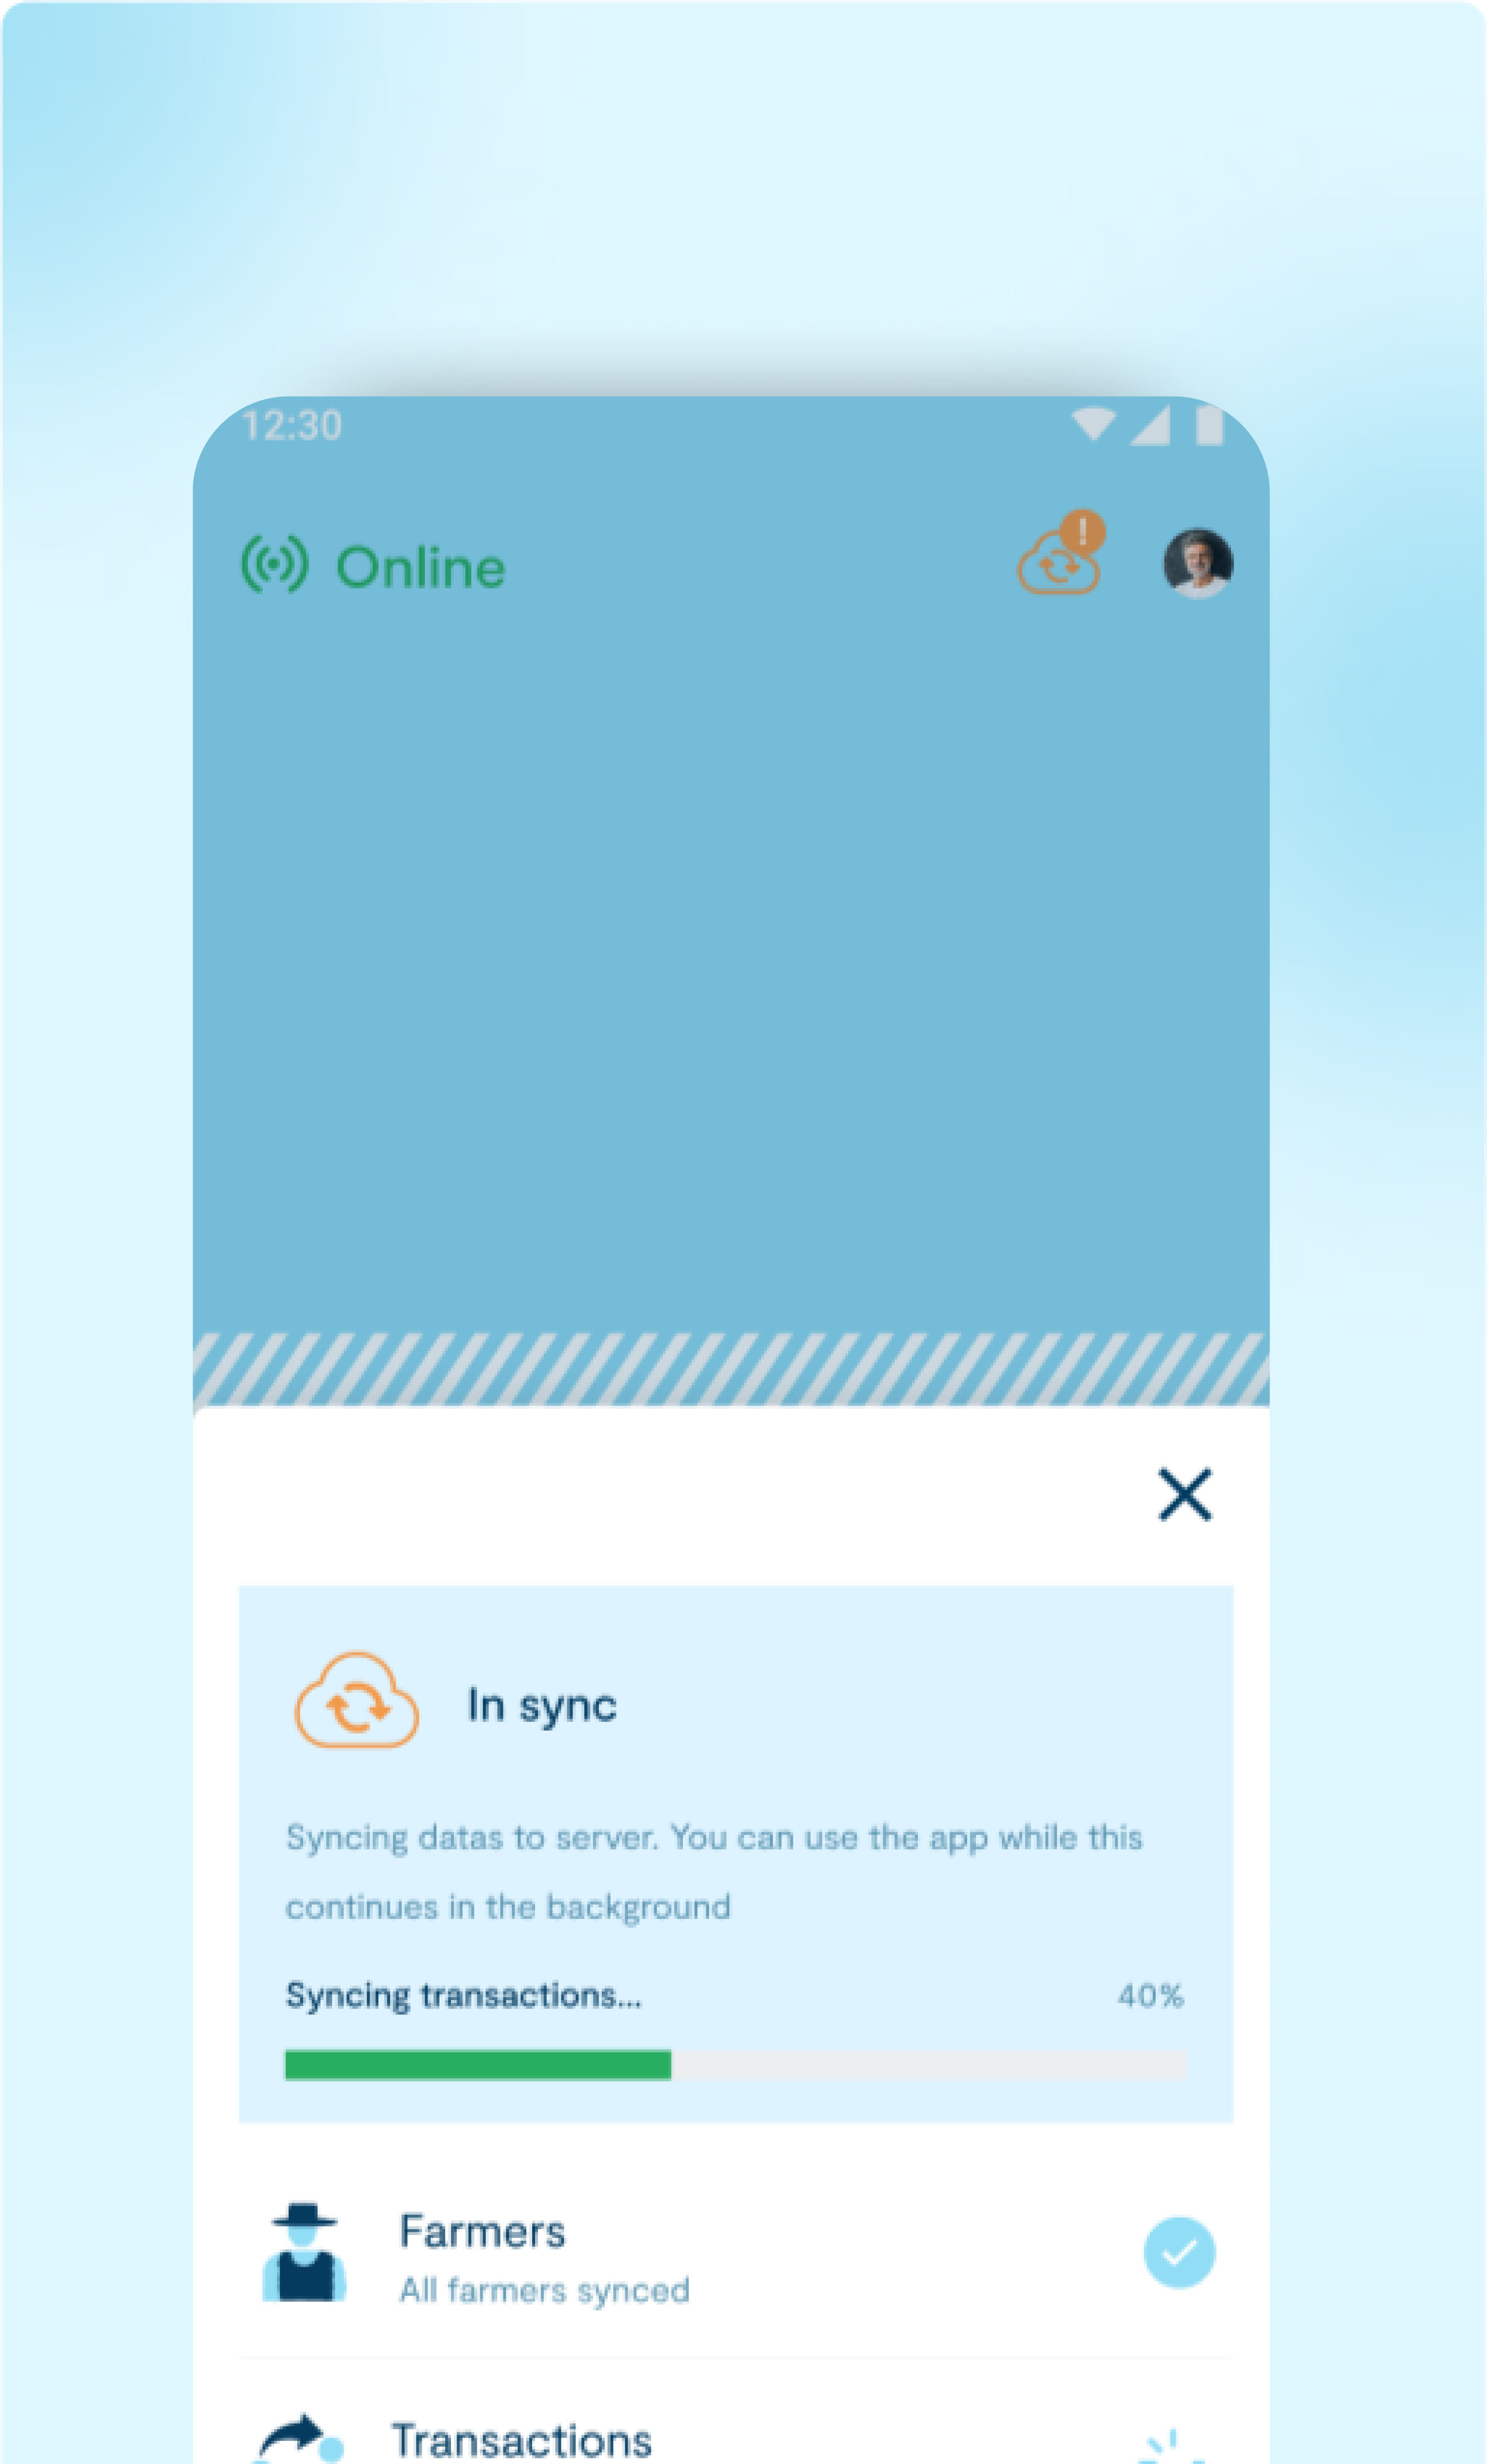 12:30
Online
In sync
Syncing datas to server. You can use the app while this
continues in the background
Syncing transactions... 40%
Farmers
All farmers synced
Transactions